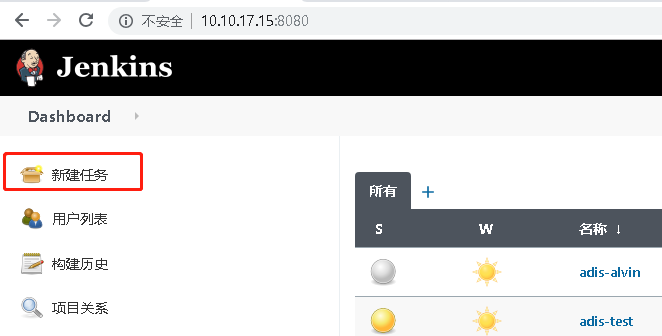 不安全 | 10.10.17.15:8080
Jenkins
Dashboard
新建任务
用户列表
构建历史
项目关系
所有 +
S W 名称 ↓
adis-alvin
adis-test